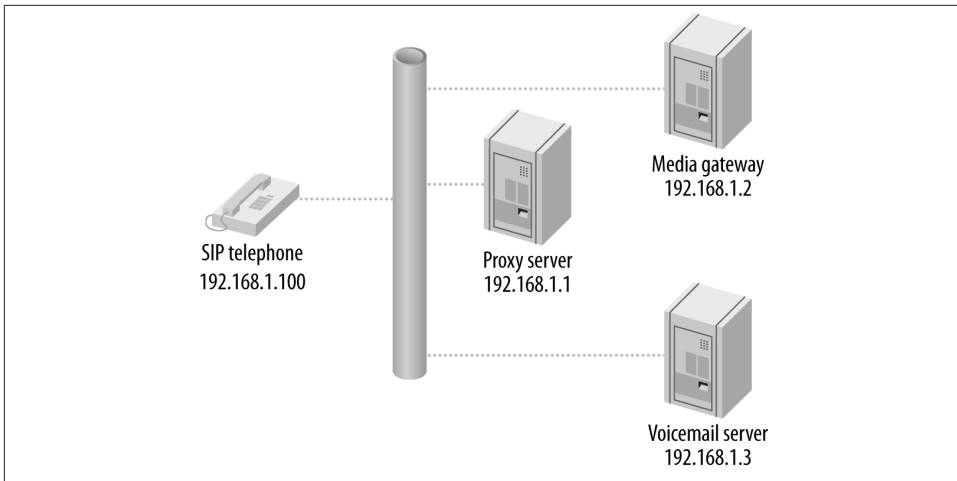 Media gateway
192.168.1.2
SIP telephone
192.168.1.100
Proxy server
192.168.1.1
Voicemail server
192.168.1.3